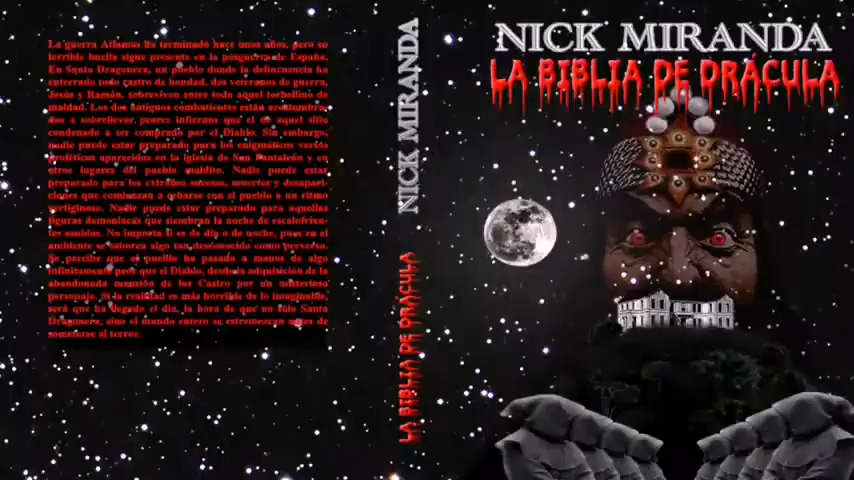 La guerra Atlamos ha terminado hace unos años, pero su
terrible huella sigue presente en la posguerra de España.
En Santa Dragonera, un pueblo donde la delincuencia ha
enterrado todo rastro de bondad, dos veteranos de guerra,
Jesús y Ramón, sobreviven entre todo aquel torbellino de
maldad. Los dos antiguos combatientes están acostumbra-
dos a sobrellevar peores infiernos que el de aquel sitio
condenado a ser comprado por el Diablo. Sin embargo,
nadie puede estar preparado para los enigmáticos versos
proféticos aparecidos en la iglesia de San Pantaleón y en
otros lugares del pueblo maldito. Nadie puede estar
preparado para los extraños sucesos, muertes y desapari-
ciones que comienzan a cebarse con el pueblo a un ritmo
vertiginoso. Nadie puede estar preparado para aquellas
figuras demoníacas que siembran la noche de escalofrian-
tes sonidos. No importa si es de día o de noche, pues en el
ambiente se saborea algo tan desconocido como perverso.
Se percibe que el pueblo ha pasado a manos de algo
infinitamente peor que el Diablo, desde la adquisición de la
abandonada mansión de los Castro por un misterioso
personaje. Si la realidad es más horrible de lo imaginable,
será que ha llegado el día, la hora de que no sólo Santa
Dragonera, sino el mundo entero se estremezcan antes de
someterse al terror.
NICK MIRANDA
LA BIBLIA DE DRÁCULA
NICK MIRANDA
LA BIBLIA DE DRÁCULA